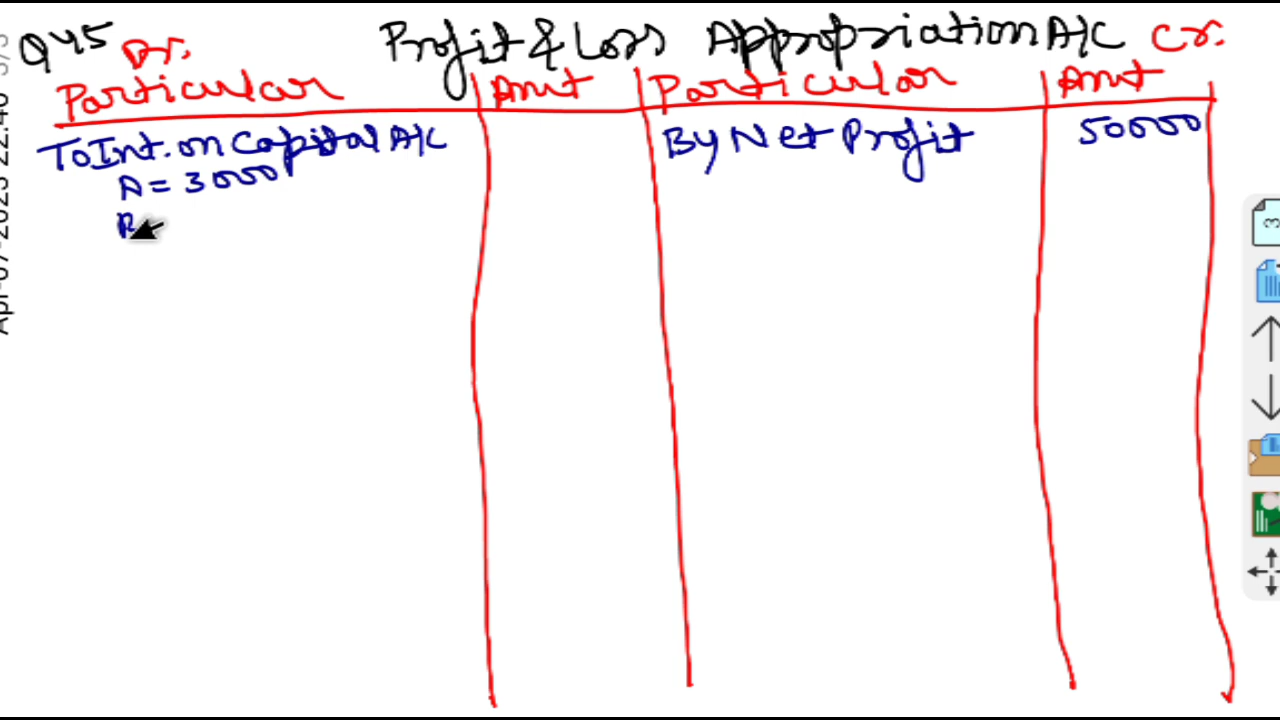 Q45 Dr. Profit & Loss Appropriation A/C Cr.
Particular Amt Particular Amt
To Int. on Capital A/C By Net Profit 50000
A = 3000